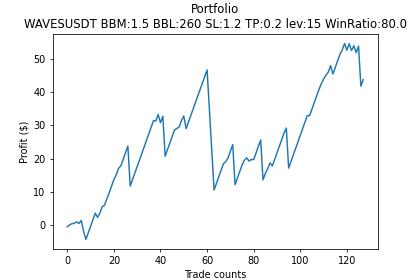 Portfolio
WAVESUSDT BBM:1.5 BBL:260 SL:1.2 TP:0.2 lev:15 WinRatio:80.0
Profit ($)
50
40
30
20
10
0
0 20 40 60 80 100 120
Trade counts